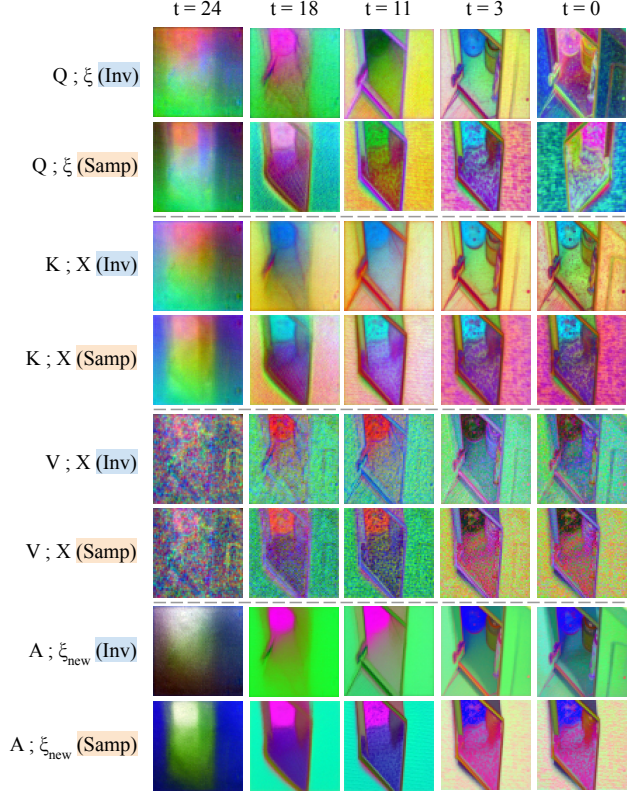 t = 24 t = 18 t = 11 t = 3 t = 0
Q ; ξ (Inv)
Q ; ξ (Samp)
K ; X (Inv)
K ; X (Samp)
V ; X (Inv)
V ; X (Samp)
A ; ξnew (Inv)
A ; ξnew (Samp)